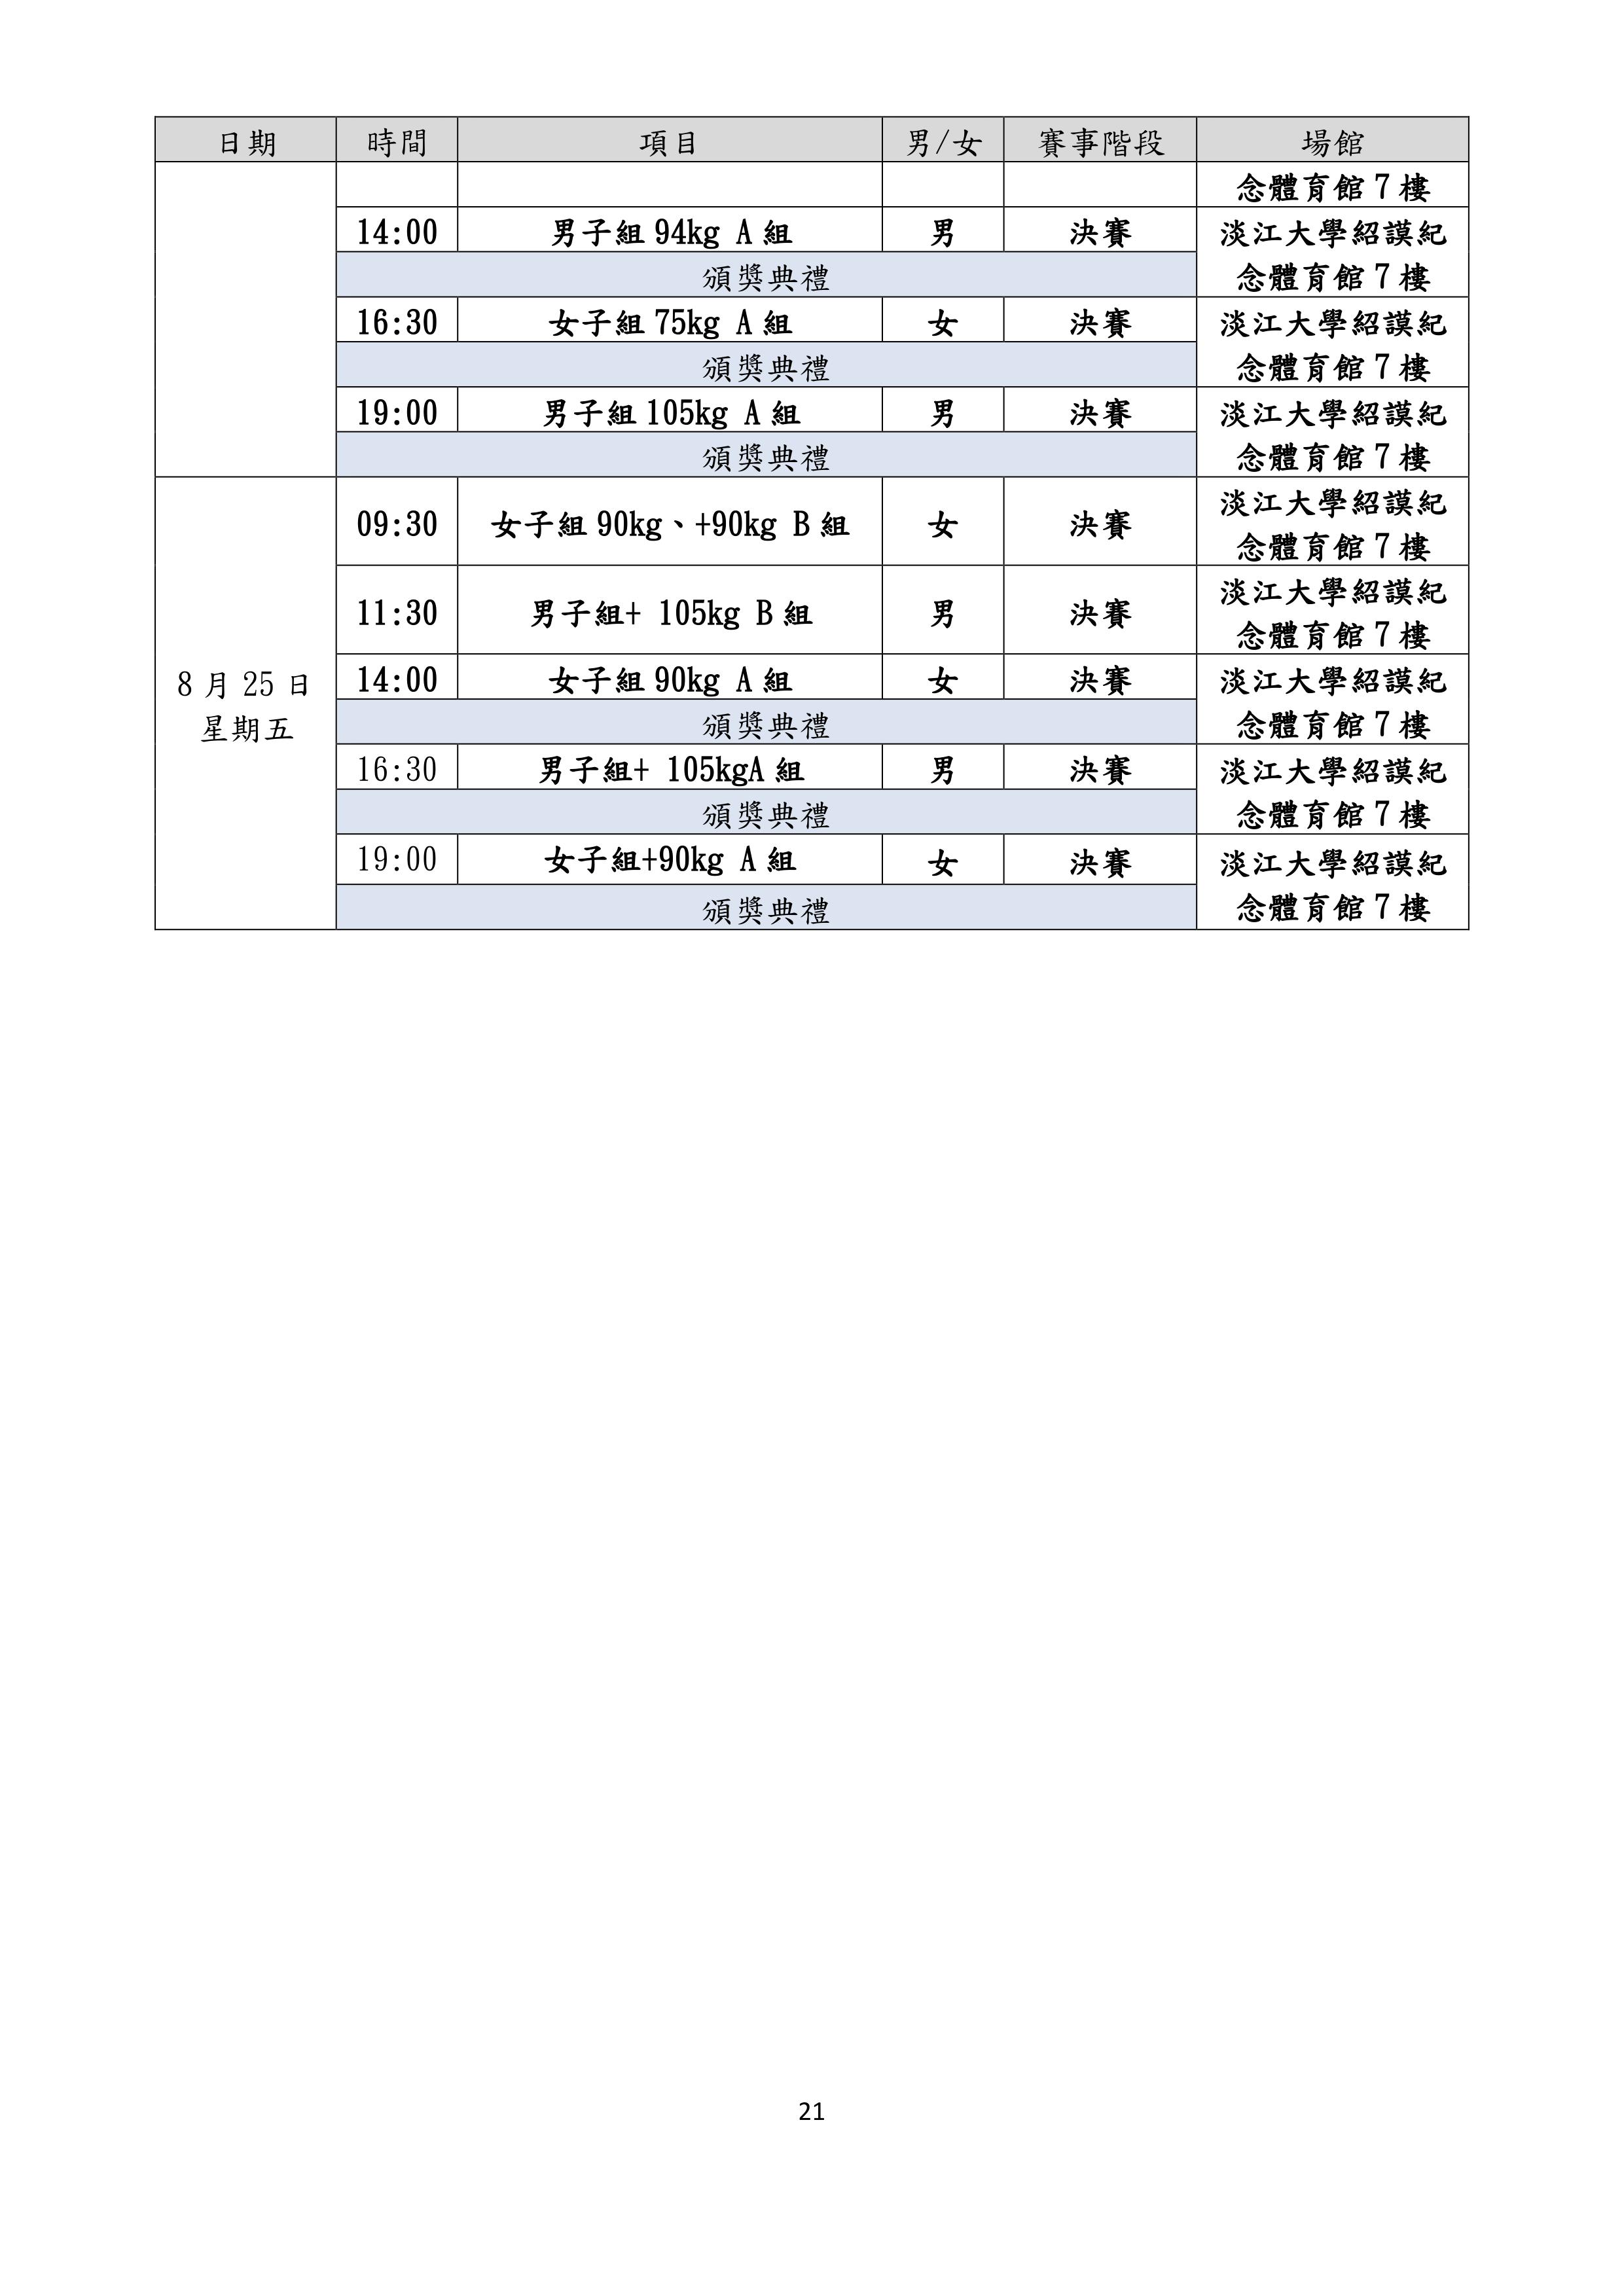 日期 時間 項目 男/女 賽事階段 場館
念體育館 7 樓
14:00 男子組 94kg A 組 男 決賽 淡江大學紹謨紀
頒獎典禮 念體育館 7 樓
16:30 女子組 75kg A 組 女 決賽 淡江大學紹謨紀
頒獎典禮 念體育館 7 樓
19:00 男子組 105kg A 組 男 決賽 淡江大學紹謨紀
頒獎典禮 念體育館 7 樓
8 月 25 日
星期五
09:30 女子組 90kg、+90kg B 組 女 決賽 淡江大學紹謨紀
念體育館 7 樓
11:30 男子組+ 105kg B 組 男 決賽 淡江大學紹謨紀
念體育館 7 樓
14:00 女子組 90kg A 組 女 決賽 淡江大學紹謨紀
頒獎典禮 念體育館 7 樓
16:30 男子組+ 105kgA 組 男 決賽 淡江大學紹謨紀
頒獎典禮 念體育館 7 樓
19:00 女子組+90kg A 組 女 決賽 淡江大學紹謨紀
頒獎典禮 念體育館 7 樓
21